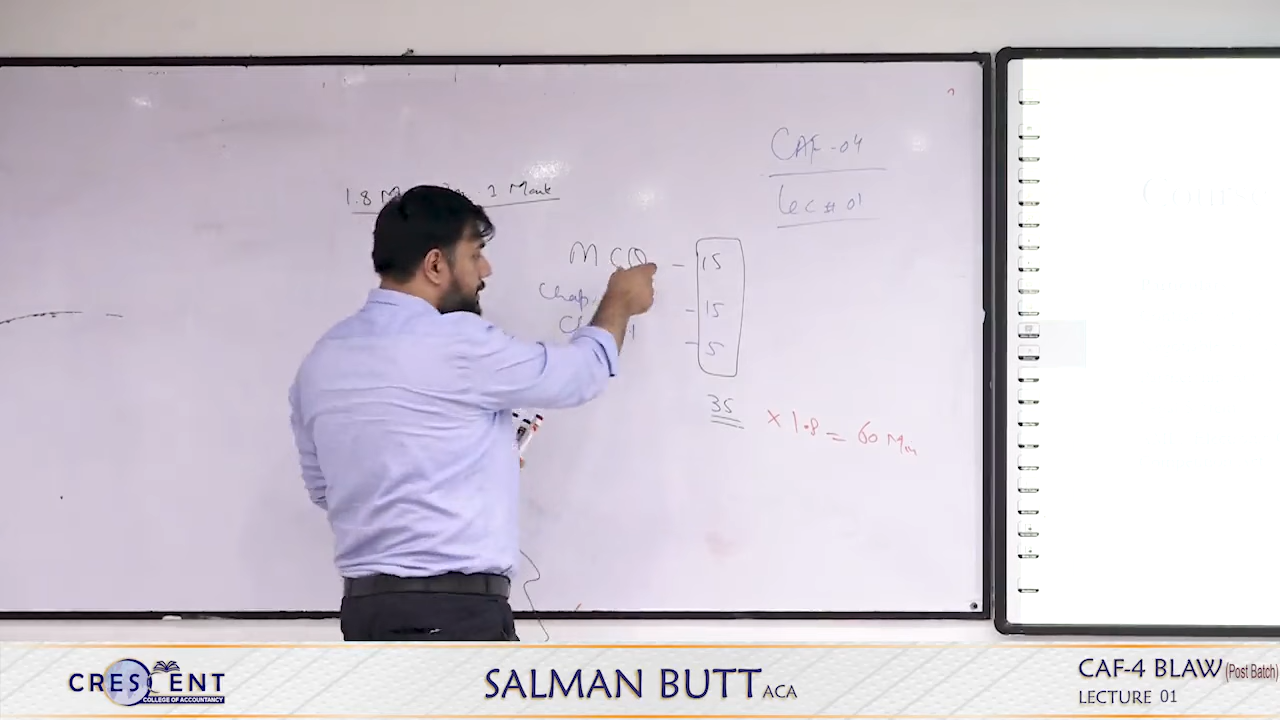 CAF-04
Lec # 01
1.8 1 Mark
MCQ - 15
Chap. - 15
- 5
35 × 1.8 = 60 Min
CRESCENT
COLLEGE OF ACCOUNTANCY
SALMAN BUTT ACA
CAF-4 BLAW (Post Batch)
LECTURE 01